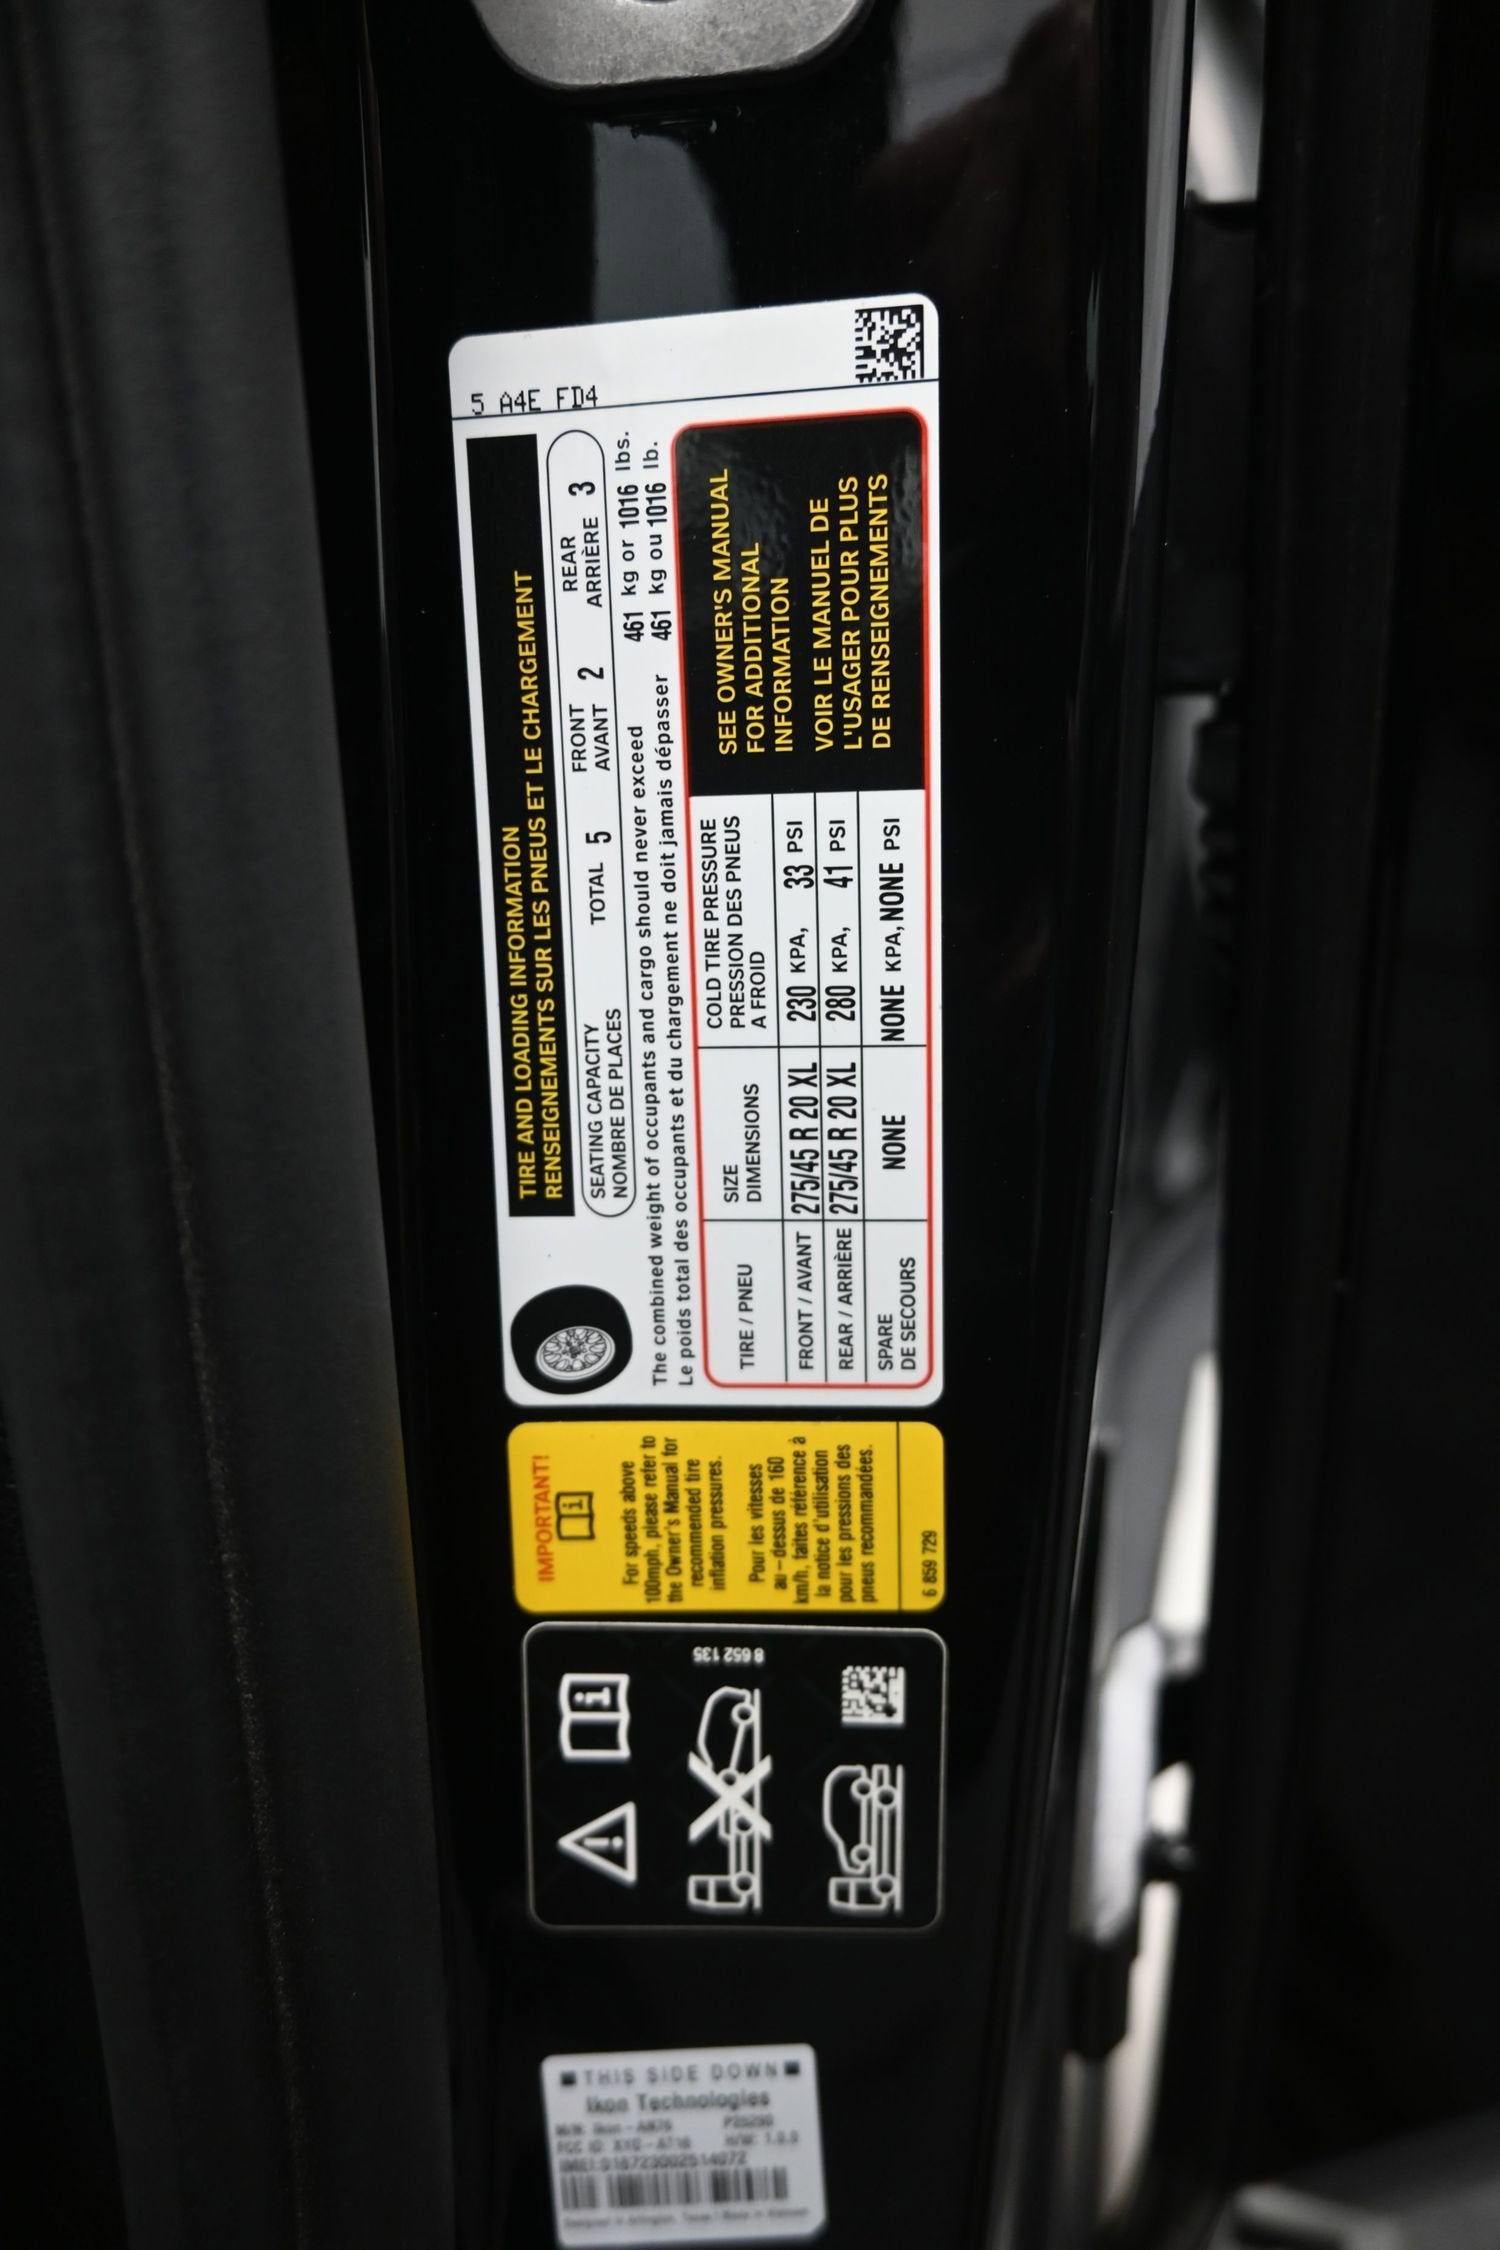 5 A4E FD4
TIRE AND LOADING INFORMATION
RENSEIGNEMENTS SUR LES PNEUS ET LE CHARGEMENT
SEATING CAPACITY
NOMBRE DE PLACES
TOTAL 5
FRONT
AVANT 2
REAR
ARRIÈRE 3
The combined weight of occupants and cargo should never exceed 461 kg or 1016 lbs.
Le poids total des occupants et du chargement ne doit jamais dépasser 461 kg ou 1016 lb.
TIRE / PNEU
SIZE
DIMENSIONS
COLD TIRE PRESSURE
PRESSION DES PNEUS
A FROID
FRONT / AVANT 275/45 R 20 XL 230 KPA, 33 PSI
REAR / ARRIÈRE 275/45 R 20 XL 280 KPA, 41 PSI
SPARE
DE SECOURS
NONE NONE KPA, NONE PSI
SEE OWNER'S MANUAL
FOR ADDITIONAL
INFORMATION
VOIR LE MANUEL DE
L'USAGER POUR PLUS
DE RENSEIGNEMENTS
IMPORTANT!
For speeds above
100mph, please refer to
the Owner's Manual for
recommended tire
inflation pressures.
Pour les vitesses
au-dessus de 160
km/h, faites référence à
la notice d'utilisation
pour les pressions des
pneus recommandées.
6 859 729
8 652 135
THIS SIDE DOWN
Ikon Technologies